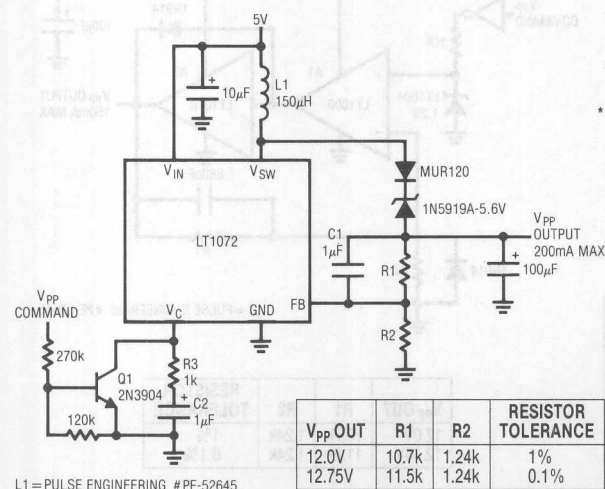 5V
10µF
L1
150µH
*
V_IN
V_SW
MUR120
1N5919A-5.6V
LT1072
C1
1µF
V_PP
OUTPUT
200mA MAX
R1
100µF
V_PP
COMMAND
V_C
GND
FB
R2
270k
Q1
2N3904
R3
1k
C2
1µF
120k
V_PP OUT R1 R2 RESISTOR TOLERANCE
12.0V 10.7k 1.24k 1%
12.75V 11.5k 1.24k 0.1%
L1=PULSE ENGINEERING #PE-52645